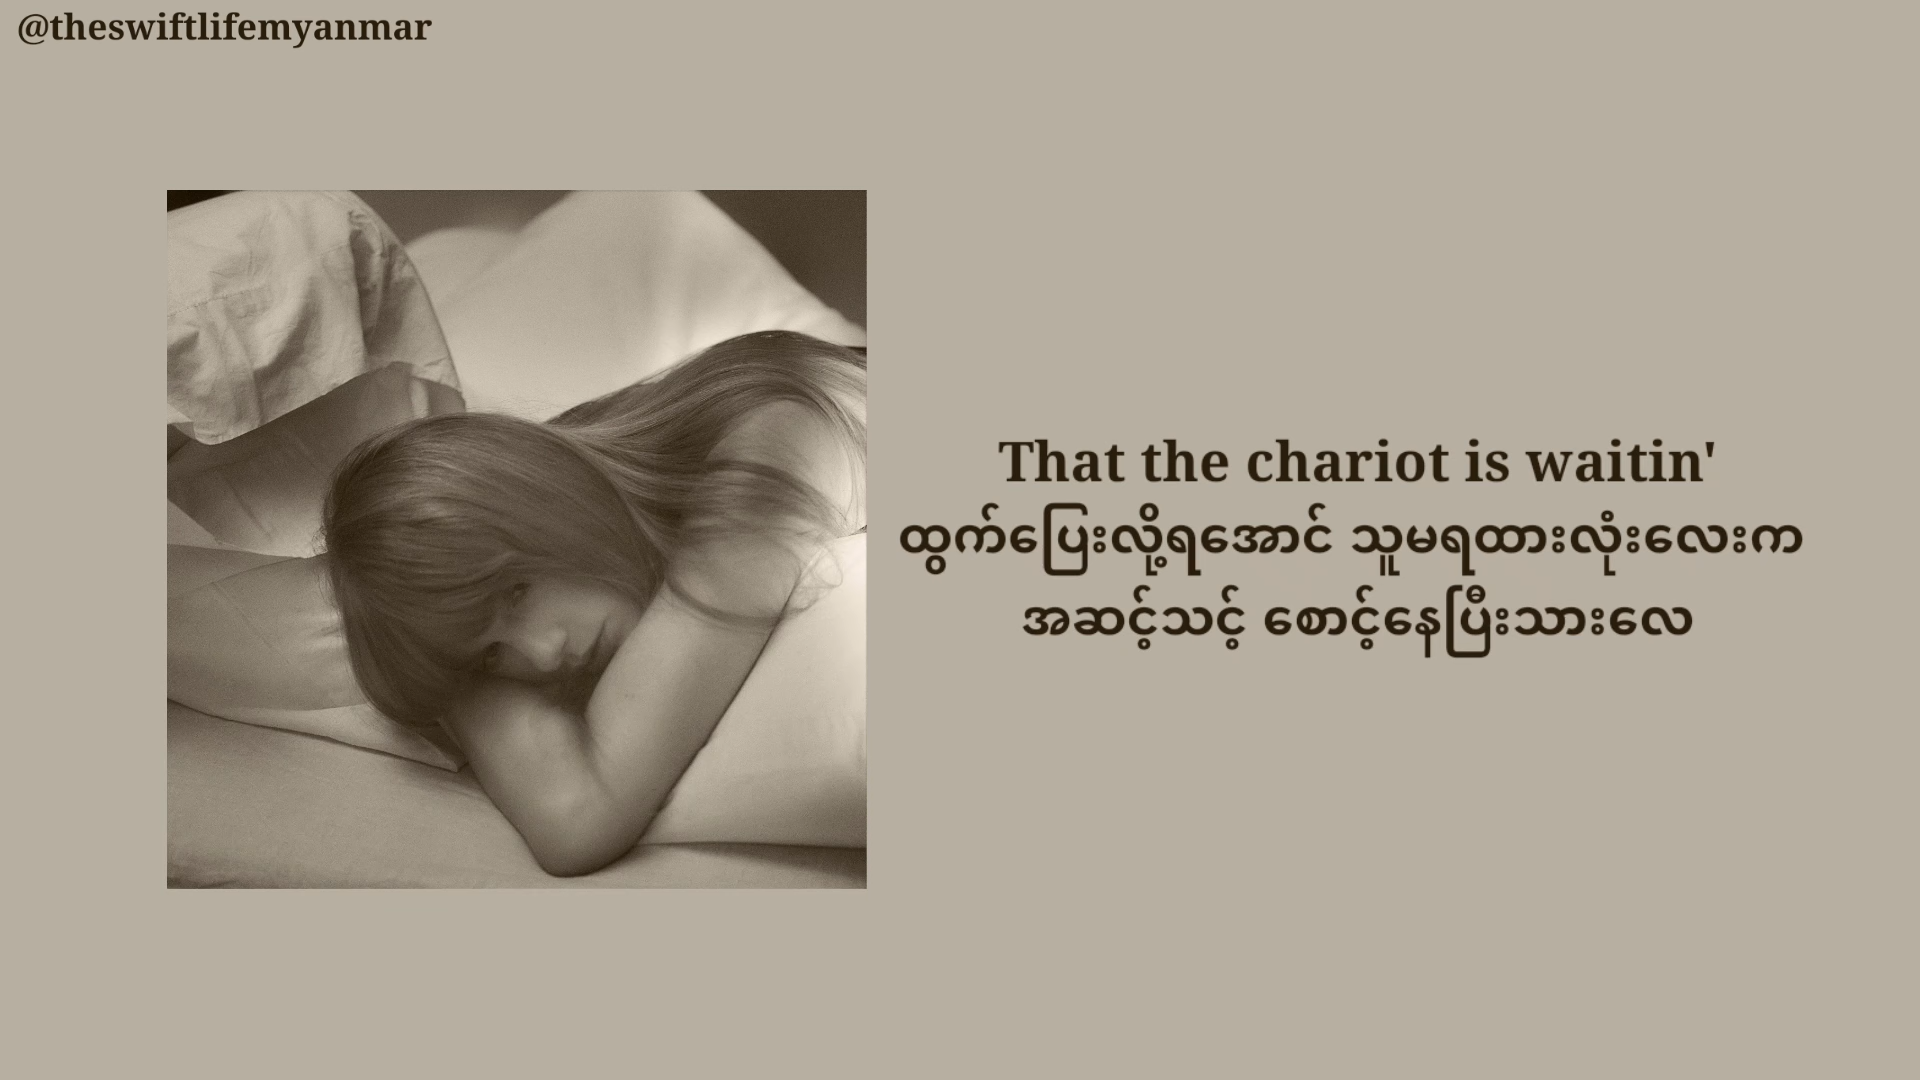 @theswiftlifemyanmar
That the chariot is waitin'
ထွက်ပြေးလို့ရအောင် သူမရထားလုံးလေးက
အဆင့်သင့် စောင့်နေပြီးသားလေ